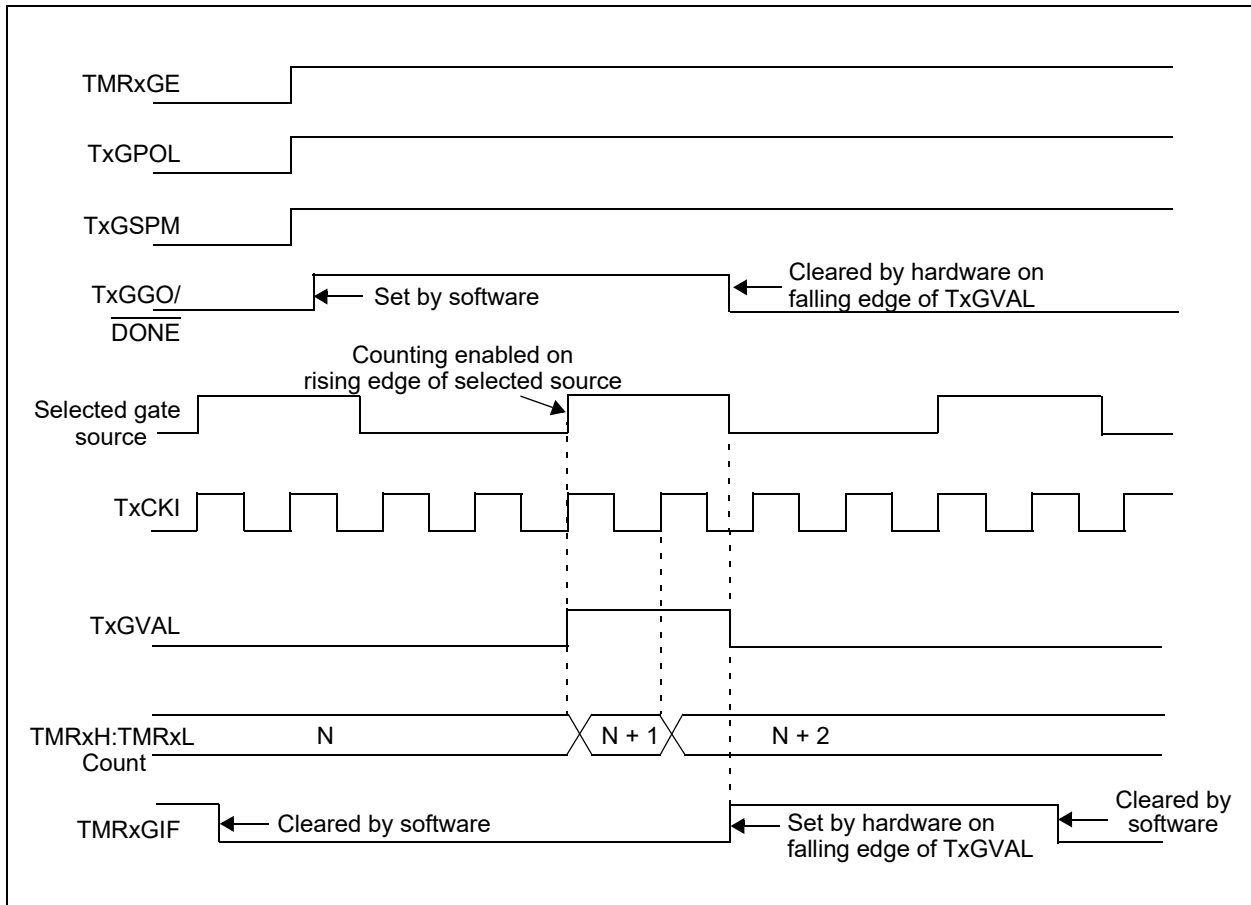 TMRxGE
TxGPOL
TxGSPM
TxGGO/
DONE
Set by software
Cleared by hardware on
falling edge of TxGVAL
Counting enabled on
rising edge of selected source
Selected gate
source
TxCKI
TxGVAL
TMRxH:TMRxL
Count
N
N + 1
N + 2
TMRxGIF
Cleared by software
Set by hardware on
falling edge of TxGVAL
Cleared by
software